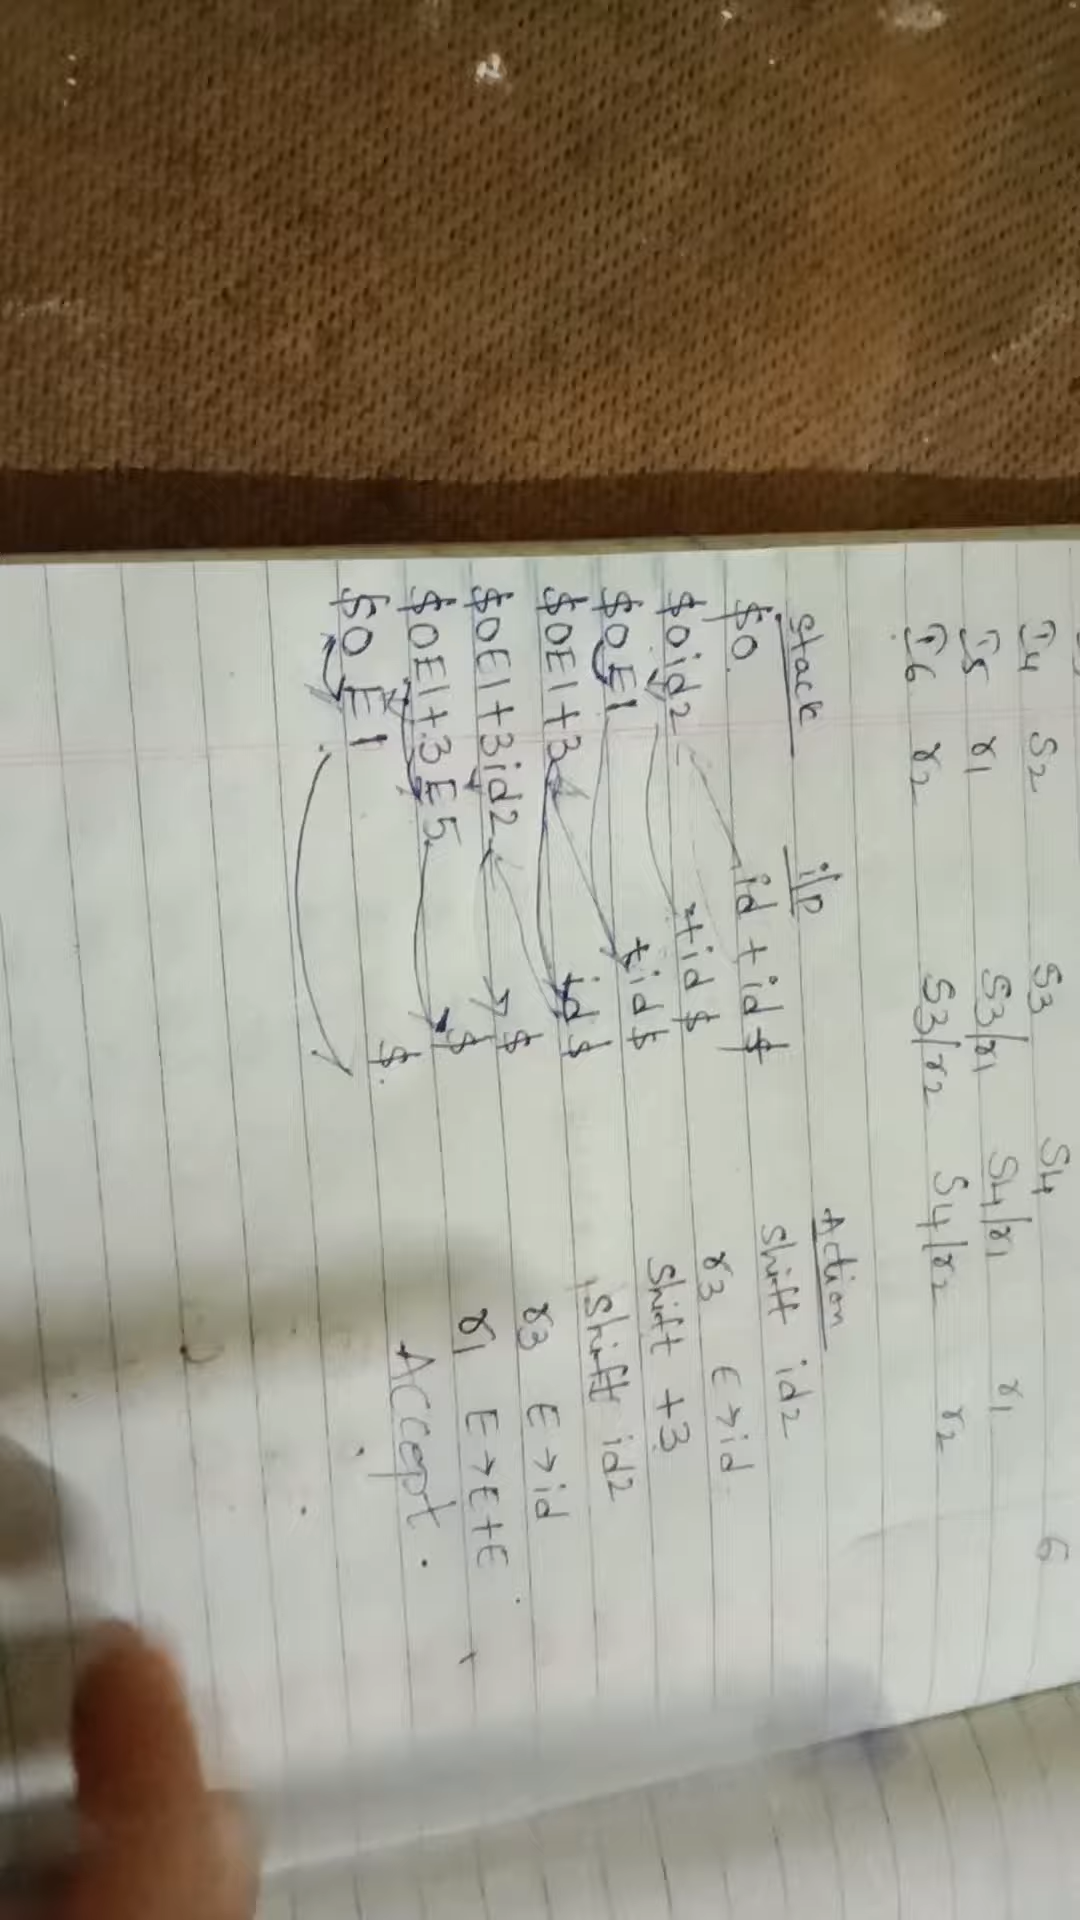 I4 S2 S3 S4 6
I5 r1 S3/r1 S4/r1 r1
I6 r2 S3/r2 S4/r2 r2
Stack i/p Action
$0 id + id $ Shift id2
$0id2 +id $ r3 E→id
$0E1 +id $ Shift +3
$0E1+3 id $ Shift id2
$0E1+3id2 $ r3 E→id
$0E1+3E5 $ r1 E→E+E
$0E1 $ Accept.